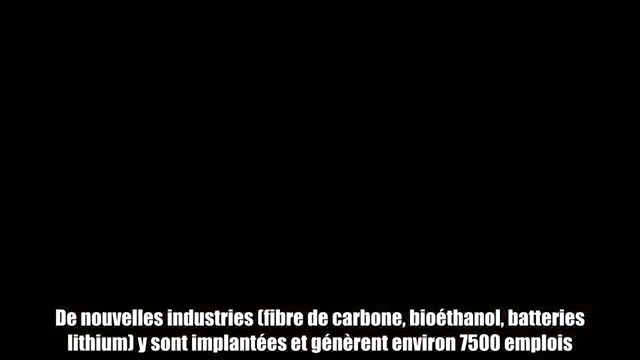 De nouvelles industries (fibre de carbone, bioéthanol, batteries
lithium) y sont implantées et génèrent environ 7500 emplois